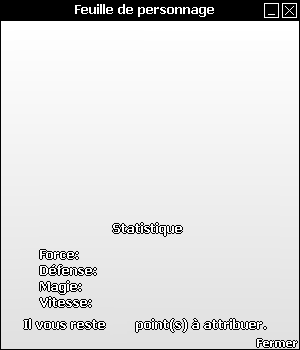 Feuille de personnage
Statistique
Force:
Défense:
Magie:
Vitesse:
Il vous reste point(s) à attribuer.
Fermer